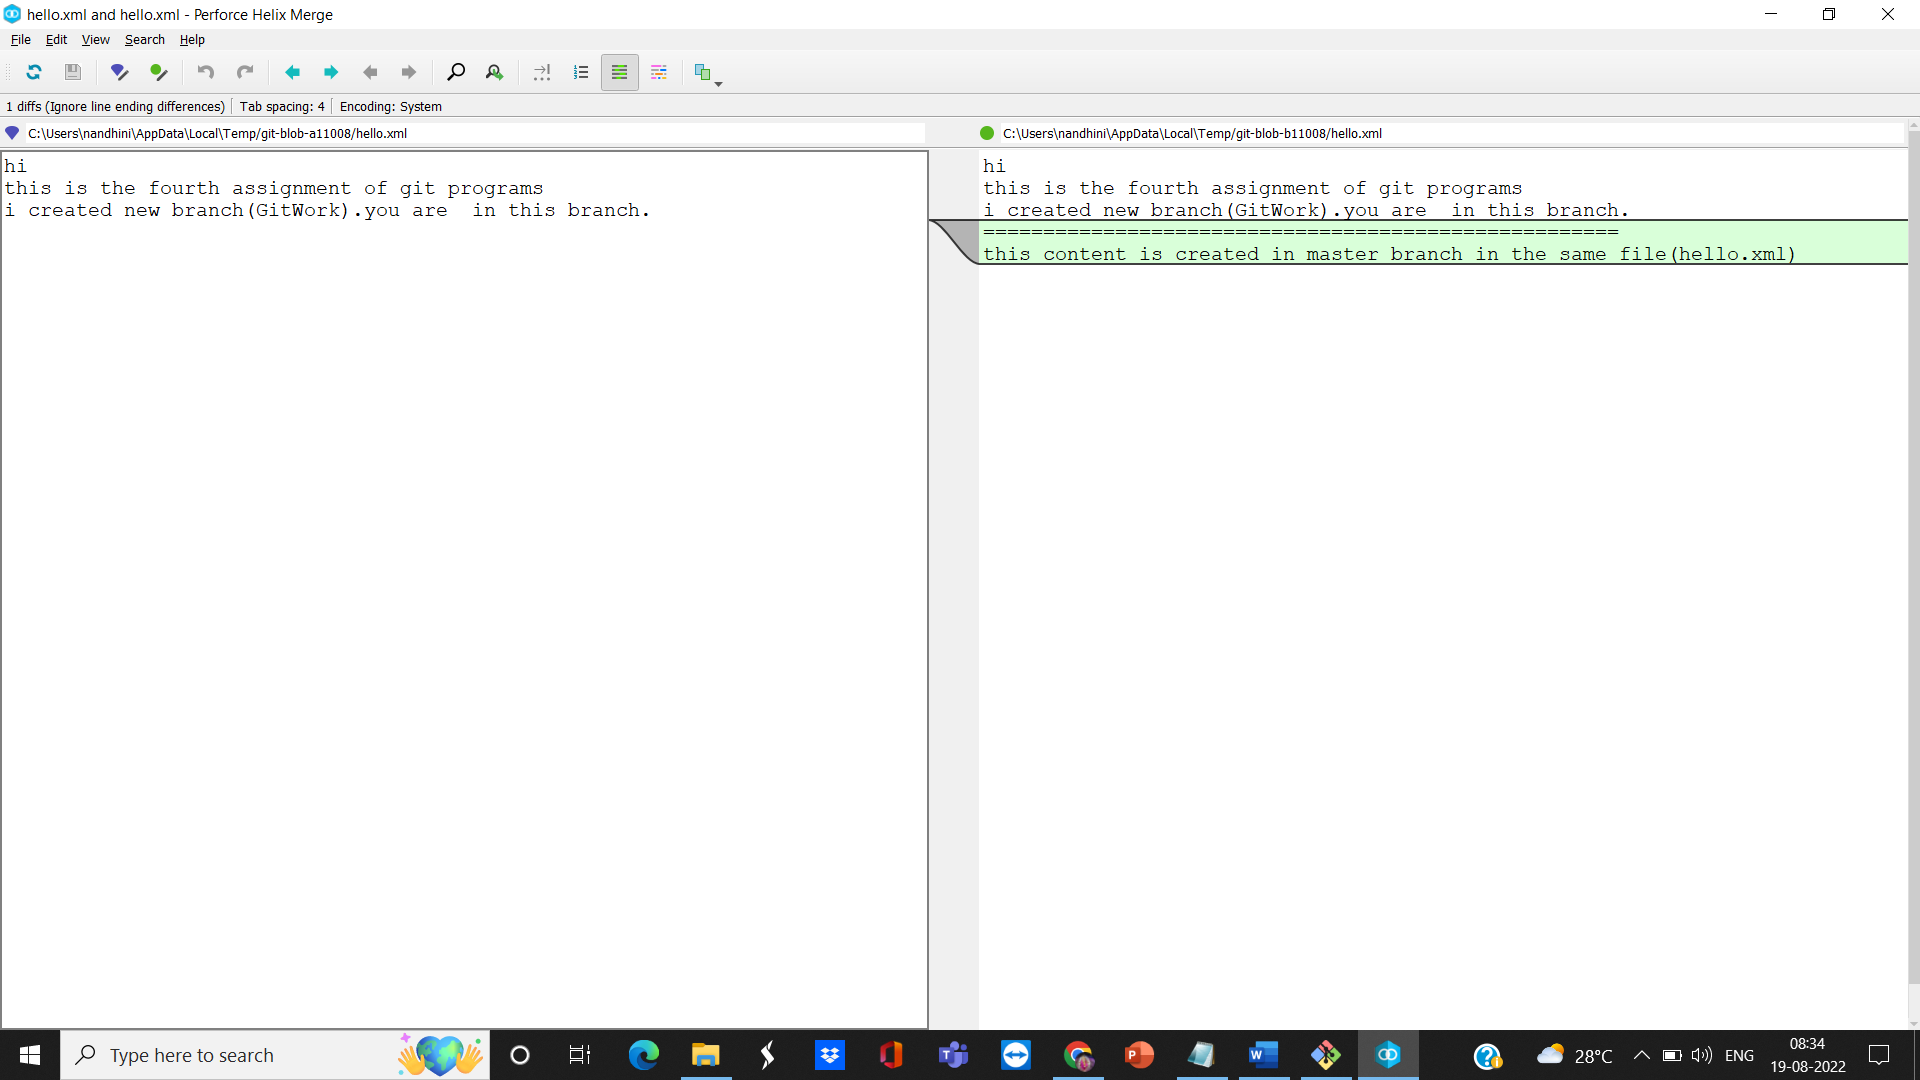 hello.xml and hello.xml - Perforce Helix Merge
File Edit View Search Help
1 diffs (Ignore line ending differences) Tab spacing: 4 Encoding: System
C:\Users\nandhini\AppData\Local\Temp/git-blob-a11008/hello.xml
hi
this is the fourth assignment of git programs
i created new branch(GitWork).you are  in this branch.
C:\Users\nandhini\AppData\Local\Temp/git-blob-b11008/hello.xml
hi
this is the fourth assignment of git programs
i created new branch(GitWork).you are  in this branch.
=====================================================
this content is created in master branch in the same file(hello.xml)
Type here to search
28°C
ENG
08:34
19-08-2022